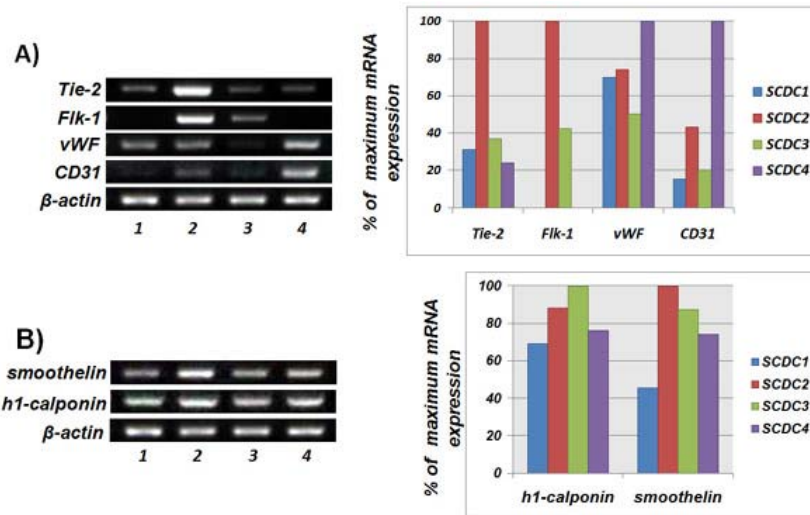 A)
Tie-2
Flk-1
vWF
CD31
β-actin
1 2 3 4
% of maximum mRNA
expression
100
80
60
40
20
0
Tie-2 Flk-1 vWF CD31
SCDC1
SCDC2
SCDC3
SCDC4
B)
smoothelin
h1-calponin
β-actin
1 2 3 4
% of maximum mRNA
expression
100
80
60
40
20
0
h1-calponin smoothelin
SCDC1
SCDC2
SCDC3
SCDC4